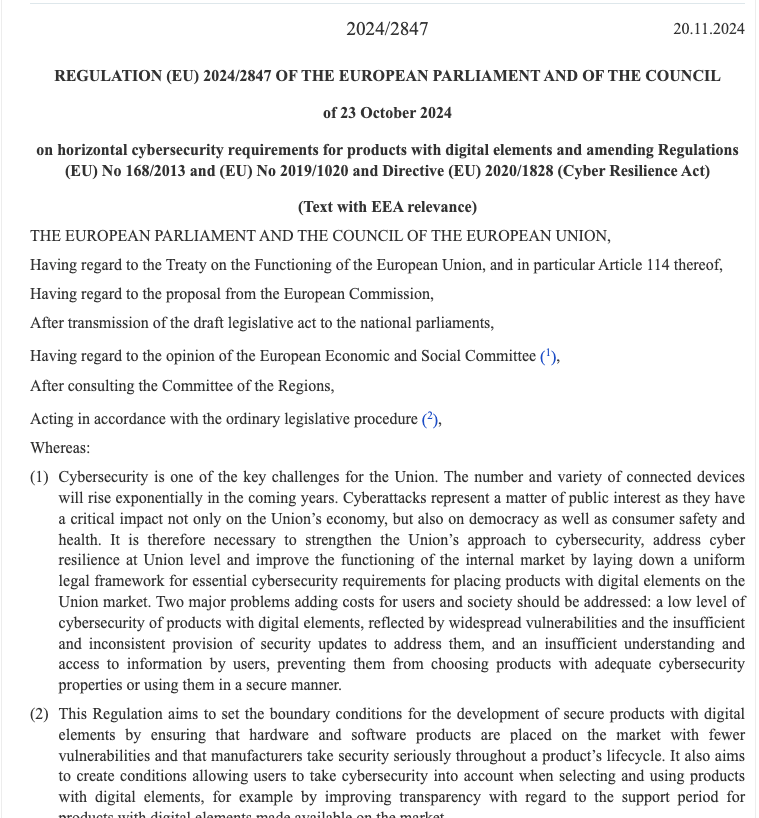 2024/2847
20.11.2024
REGULATION (EU) 2024/2847 OF THE EUROPEAN PARLIAMENT AND OF THE COUNCIL
of 23 October 2024
on horizontal cybersecurity requirements for products with digital elements and amending Regulations
(EU) No 168/2013 and (EU) No 2019/1020 and Directive (EU) 2020/1828 (Cyber Resilience Act)
(Text with EEA relevance)
THE EUROPEAN PARLIAMENT AND THE COUNCIL OF THE EUROPEAN UNION,
Having regard to the Treaty on the Functioning of the European Union, and in particular Article 114 thereof,
Having regard to the proposal from the European Commission,
After transmission of the draft legislative act to the national parliaments,
Having regard to the opinion of the European Economic and Social Committee (1),
After consulting the Committee of the Regions,
Acting in accordance with the ordinary legislative procedure (2),
Whereas:
(1) Cybersecurity is one of the key challenges for the Union. The number and variety of connected devices
will rise exponentially in the coming years. Cyberattacks represent a matter of public interest as they have
a critical impact not only on the Union’s economy, but also on democracy as well as consumer safety and
health. It is therefore necessary to strengthen the Union’s approach to cybersecurity, address cyber
resilience at Union level and improve the functioning of the internal market by laying down a uniform
legal framework for essential cybersecurity requirements for placing products with digital elements on the
Union market. Two major problems adding costs for users and society should be addressed: a low level of
cybersecurity of products with digital elements, reflected by widespread vulnerabilities and the insufficient
and inconsistent provision of security updates to address them, and an insufficient understanding and
access to information by users, preventing them from choosing products with adequate cybersecurity
properties or using them in a secure manner.
(2) This Regulation aims to set the boundary conditions for the development of secure products with digital
elements by ensuring that hardware and software products are placed on the market with fewer
vulnerabilities and that manufacturers take security seriously throughout a product’s lifecycle. It also aims
to create conditions allowing users to take cybersecurity into account when selecting and using products
with digital elements, for example by improving transparency with regard to the support period for
products with digital elements made available on the market.